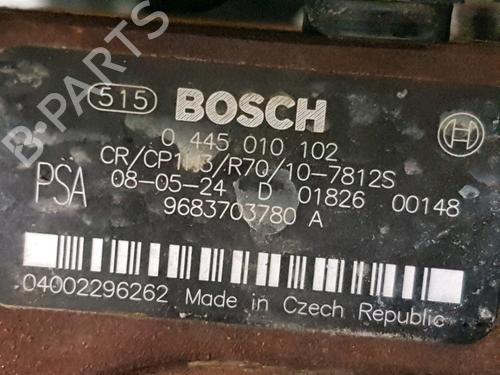 B-PARTS
515 BOSCH
0 445 010 102
CR/CP1H3/R70/10-7812S
PSA 08-05-24 D 01826 00148
9683703780 A
04002296262 Made in Czech Republic